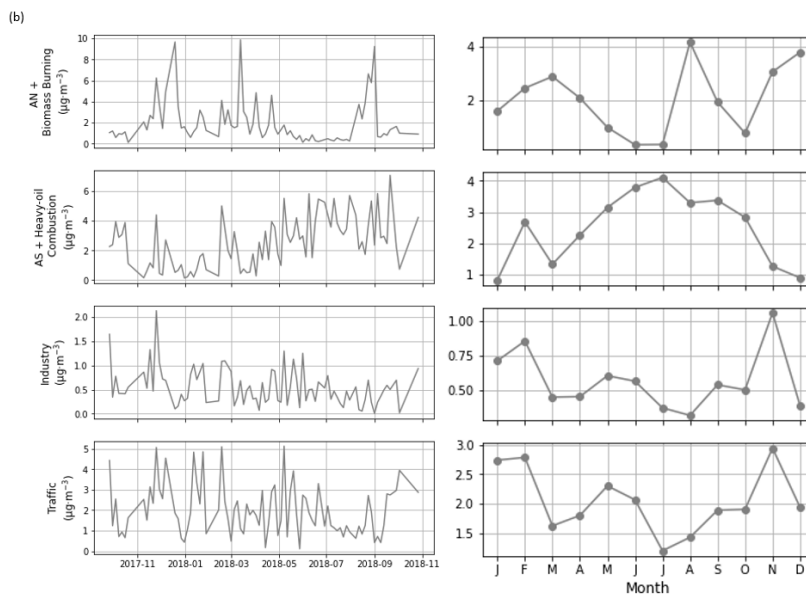 (b)
AN +
Biomass Burning
(μg·m⁻³)
10
8
6
4
2
0
4
2
AS + Heavy-oil
Combustion
(μg·m⁻³)
6
4
2
0
4
3
2
1
Industry
(μg·m⁻³)
2.0
1.5
1.0
0.5
0.0
1.00
0.75
0.50
Traffic
(μg·m⁻³)
5
4
3
2
1
0
3.0
2.5
2.0
1.5
2017-11 2018-01 2018-03 2018-05 2018-07 2018-09 2018-11
J F M A M J J A S O N D
Month